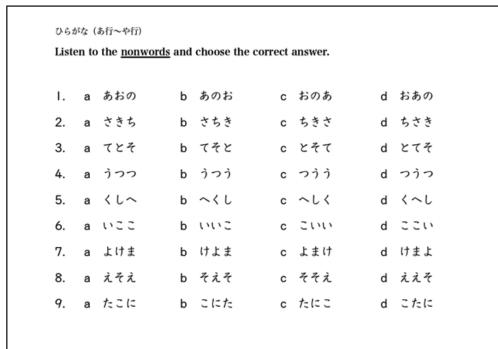 ひらがな（あ行〜や行）
Listen to the nonwords and choose the correct answer.
1. a あおの b あのお c おのあ d おあの
2. a さきち b さちき c ちきさ d ちさき
3. a てとそ b てそと c とそて d とてそ
4. a うつつ b うつう c つうう d つうつ
5. a くしへ b へくし c へしく d くへし
6. a いここ b いいこ c こいい d ここい
7. a よけま b けよま c よまけ d けまよ
8. a えそえ b そえそ c そそえ d ええそ
9. a たこに b こにた c たにこ d こたに